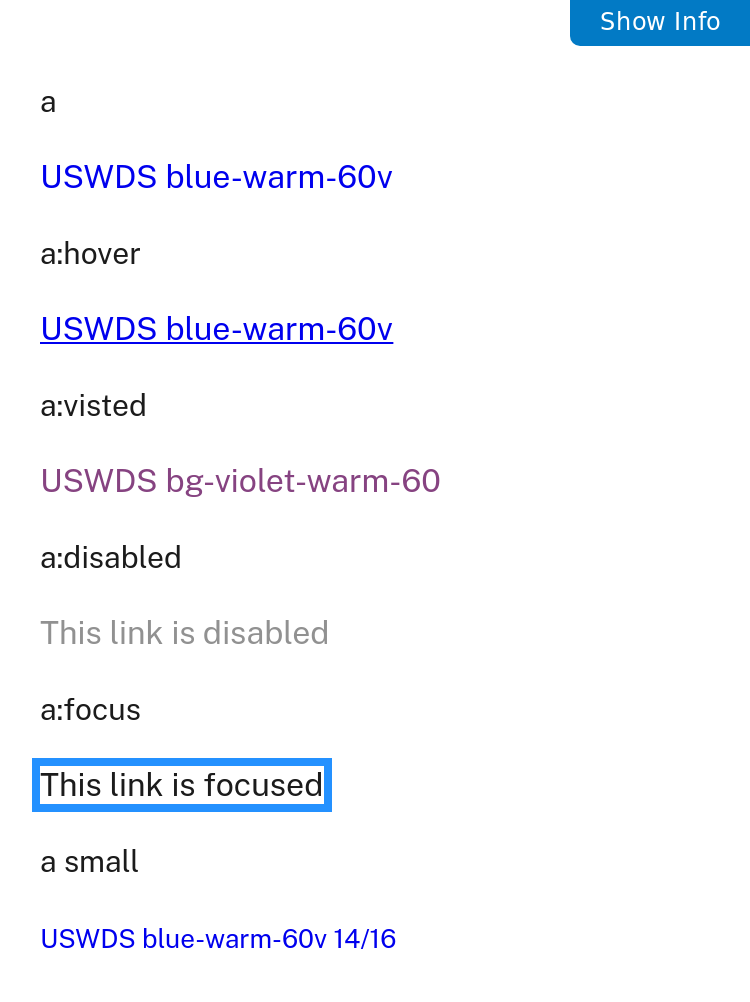 Show Info
a
USWDS blue-warm-60v
a:hover
USWDS blue-warm-60v
a:visted
USWDS bg-violet-warm-60
a:disabled
This link is disabled
a:focus
This link is focused
a small
USWDS blue-warm-60v 14/16